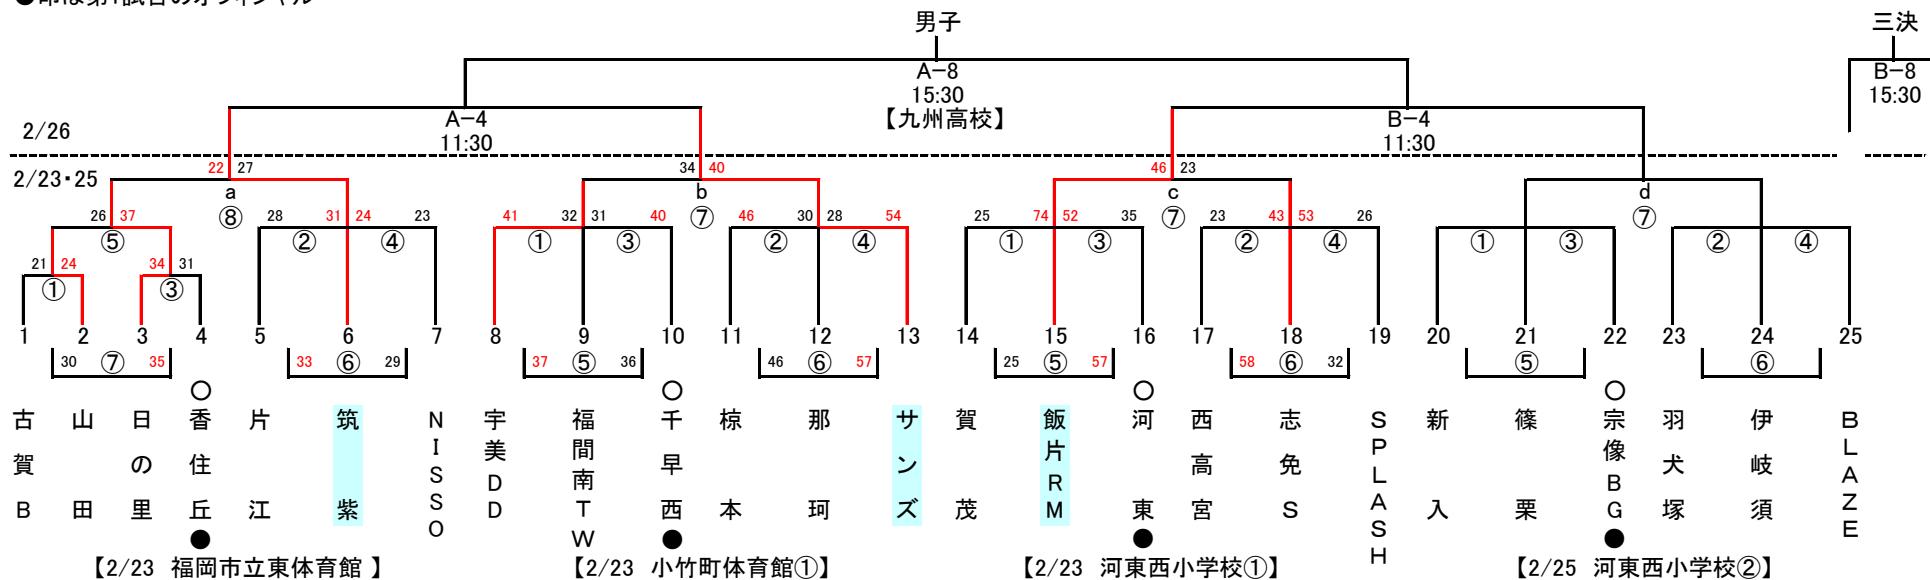 男子
三決
A-8
15:30
【九州高校】
B-8
15:30
2/26
A-4
11:30
B-4
11:30
2/23・25
22 27
34 40
46 23
a
⑧
b
⑦
c
⑦
d
⑦
26 37
28 31 24 23
41 32 31 40
46 30 28 54
25 74 52 35
23 43 53 26
⑤ ② ④ ① ③ ② ④ ① ③ ② ④ ① ③ ② ④
21 24 34 31
① ③
1 2 3 4 5 6 7 8 9 10 11 12 13 14 15 16 17 18 19 20 21 22 23 24 25
30 ⑦ 35
33 ⑥ 29
37 ⑤ 36
46 ⑥ 57
25 ⑤ 57
58 ⑥ 32
⑤
⑥
○ ○ ○ ○
古賀B
山田
日の里
香住丘
片江
筑紫
NISSO
宇美DD
福間南TW
千早西
椋本
那珂
サンズ
賀茂
飯片RM
河東
西高宮
志免S
SPLASH
新入
篠栗
宗像BG
羽犬塚
伊岐須
BLAZE
● ● ● ●
【2/23 福岡市立東体育館 】
【2/23 小竹町体育館①】
【2/23 河東西小学校①】
【2/25 河東西小学校②】